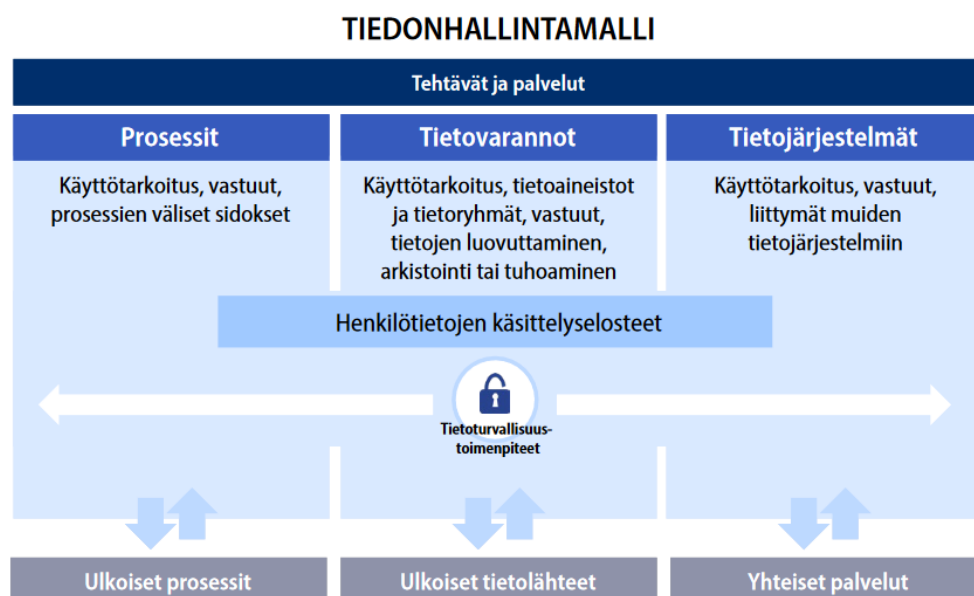 TIEDONHALLINTAMALLI
Tehtävät ja palvelut
Prosessit
Käyttötarkoitus, vastuut,
prosessien väliset sidokset
Tietovarannot
Käyttötarkoitus, tietoaineistot
ja tietoryhmät, vastuut,
tietojen luovuttaminen,
arkistointi tai tuhoaminen
Tietojärjestelmät
Käyttötarkoitus, vastuut,
liittymät muiden
tietojärjestelmiin
Henkilötietojen käsittelyselosteet
Tietoturvallisuus-
toimenpiteet
Ulkoiset prosessit
Ulkoiset tietolähteet
Yhteiset palvelut